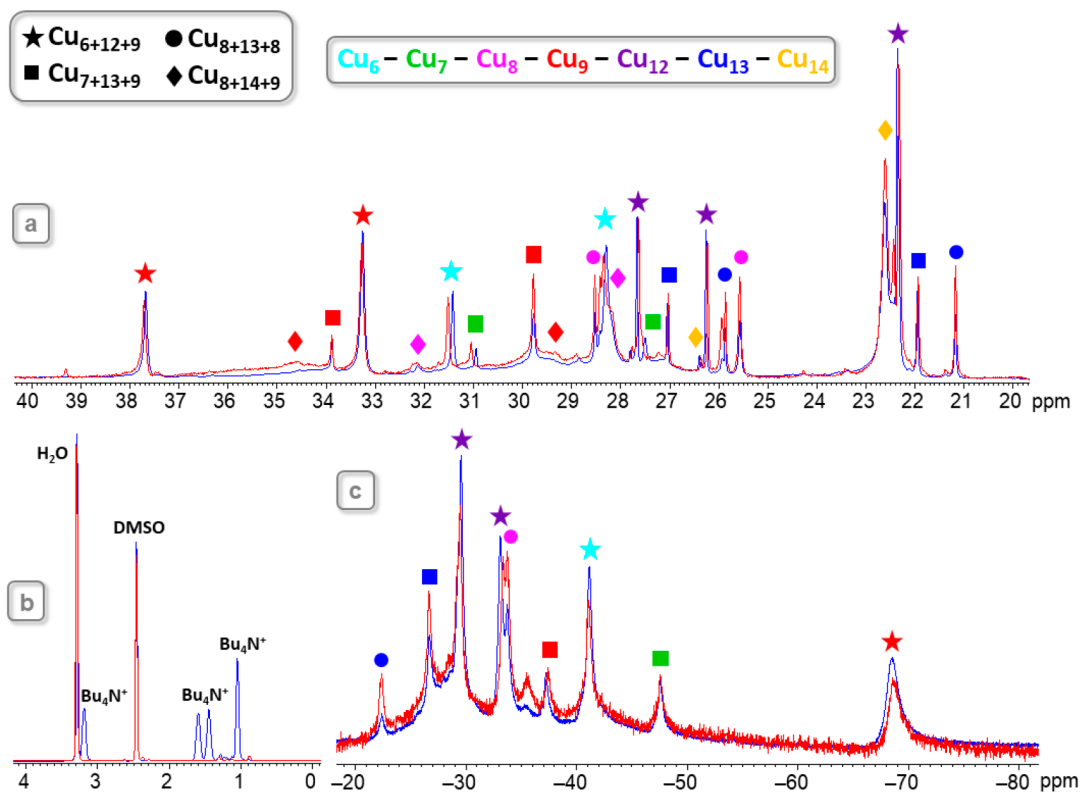 ★ Cu6+12+9 ● Cu8+13+8
■ Cu7+13+9 ♦ Cu8+14+9
Cu6 – Cu7 – Cu8 – Cu9 – Cu12 – Cu13 – Cu14
a
40 39 38 37 36 35 34 33 32 31 30 29 28 27 26 25 24 23 22 21 20 ppm
b
H2O
DMSO
Bu4N+
Bu4N+
Bu4N+
4 3 2 1 0
c
–20 –30 –40 –50 –60 –70 –80 ppm